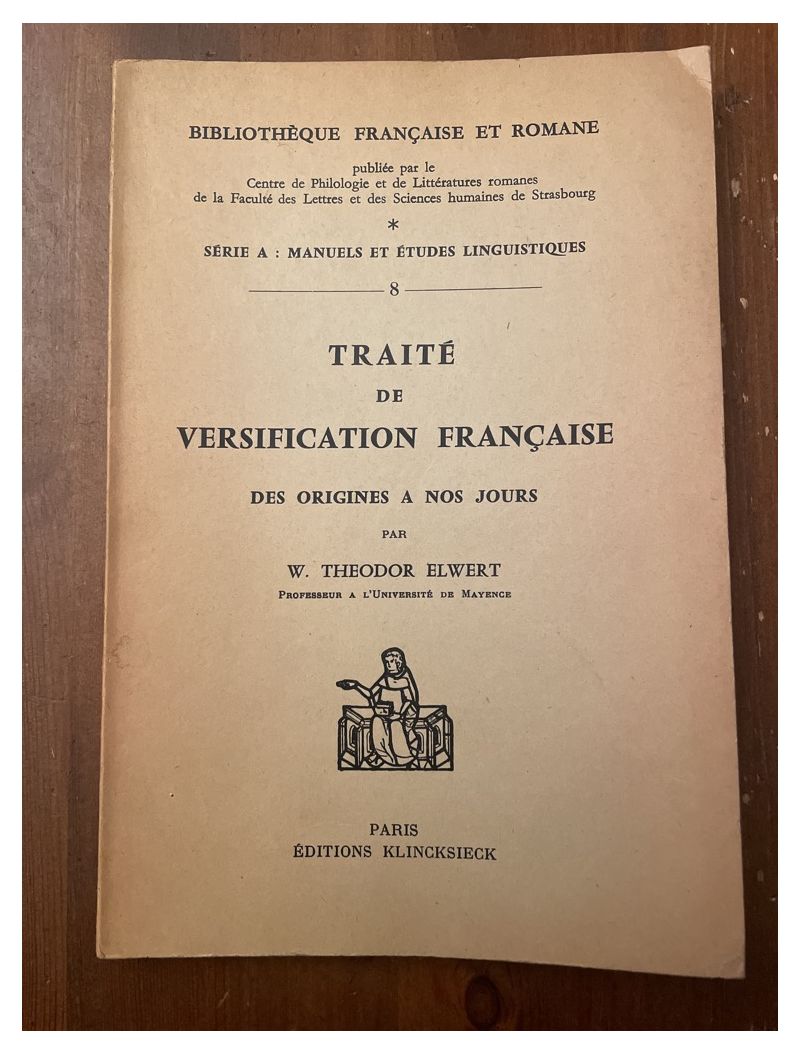 BIBLIOTHÈQUE FRANÇAISE ET ROMANE
publiée par le
Centre de Philologie et de Littératures romanes
de la Faculté des Lettres et des Sciences humaines de Strasbourg
*
SÉRIE A : MANUELS ET ÉTUDES LINGUISTIQUES
8
TRAITÉ
DE
VERSIFICATION FRANÇAISE
DES ORIGINES A NOS JOURS
PAR
W. THEODOR ELWERT
PROFESSEUR A L'UNIVERSITÉ DE MAYENCE
PARIS
ÉDITIONS KLINCKSIECK